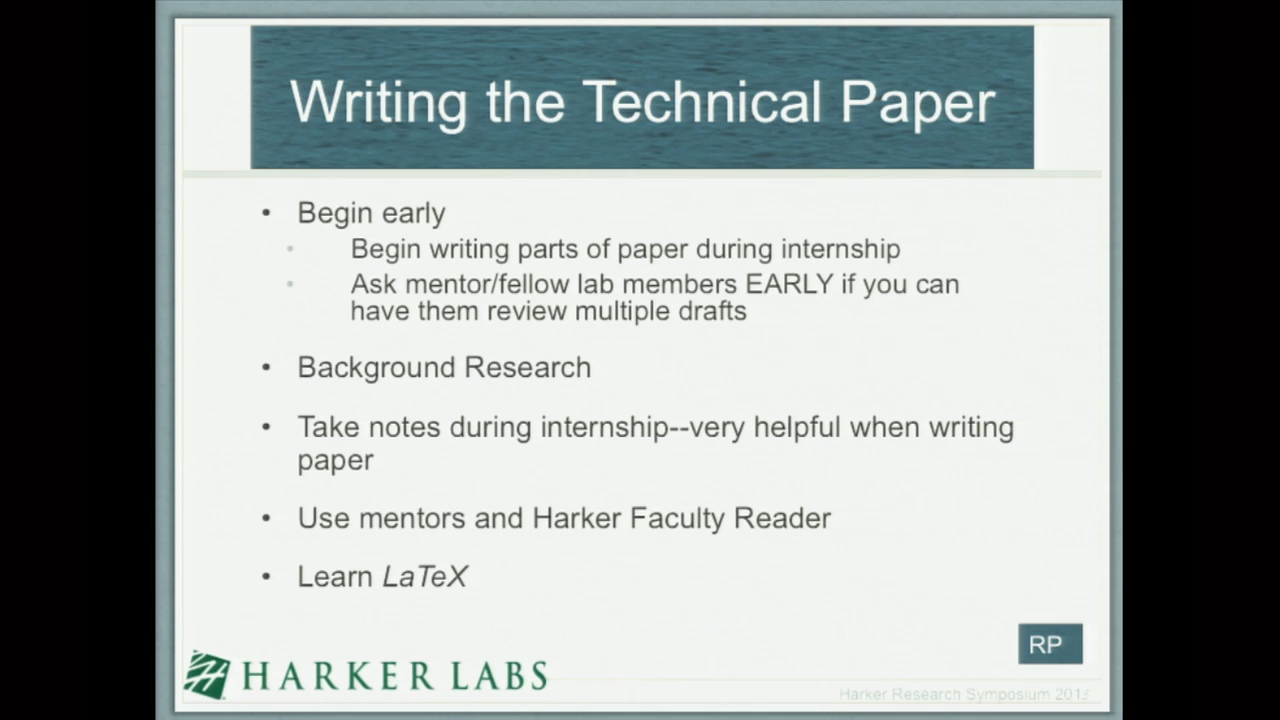 Writing the Technical Paper
• Begin early
• Begin writing parts of paper during internship
• Ask mentor/fellow lab members EARLY if you can
have them review multiple drafts
• Background Research
• Take notes during internship--very helpful when writing
paper
• Use mentors and Harker Faculty Reader
• Learn LaTeX
RP
HARKER LABS
Harker Research Symposium